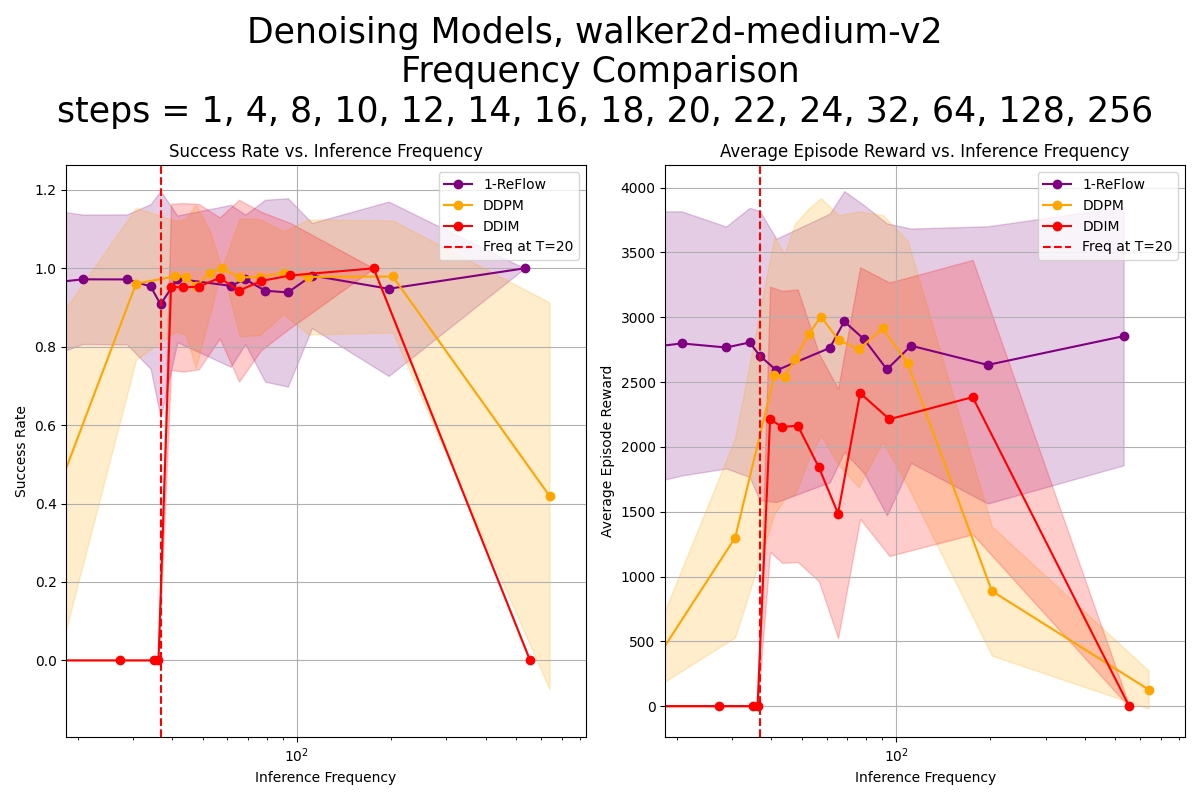 Denoising Models, walker2d-medium-v2
Frequency Comparison
steps = 1, 4, 8, 10, 12, 14, 16, 18, 20, 22, 24, 32, 64, 128, 256
Success Rate vs. Inference Frequency
1.2
1.0
0.8
0.6
0.4
0.2
0.0
Success Rate
10²
Inference Frequency
1-ReFlow
DDPM
DDIM
Freq at T=20
Average Episode Reward vs. Inference Frequency
4000
3500
3000
2500
2000
1500
1000
500
0
Average Episode Reward
10²
Inference Frequency
1-ReFlow
DDPM
DDIM
Freq at T=20